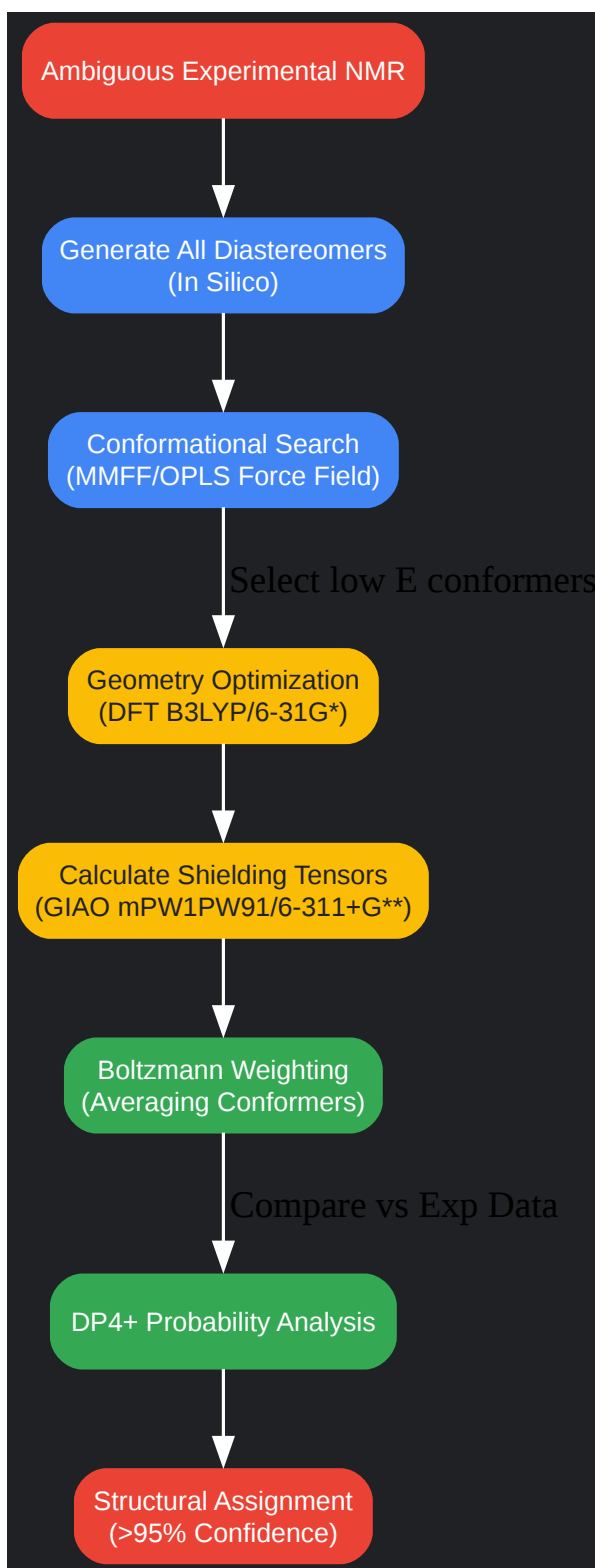 Ambiguous Experimental NMR
Generate All Diastereomers
(In Silico)
Conformational Search
(MMFF/OPLS Force Field)
Select low E conformers
Geometry Optimization
(DFT B3LYP/6-31G*)
Calculate Shielding Tensors
(GIAO mPW1PW91/6-311+G**)
Boltzmann Weighting
(Averaging Conformers)
Compare vs Exp Data
DP4+ Probability Analysis
Structural Assignment
(>95% Confidence)